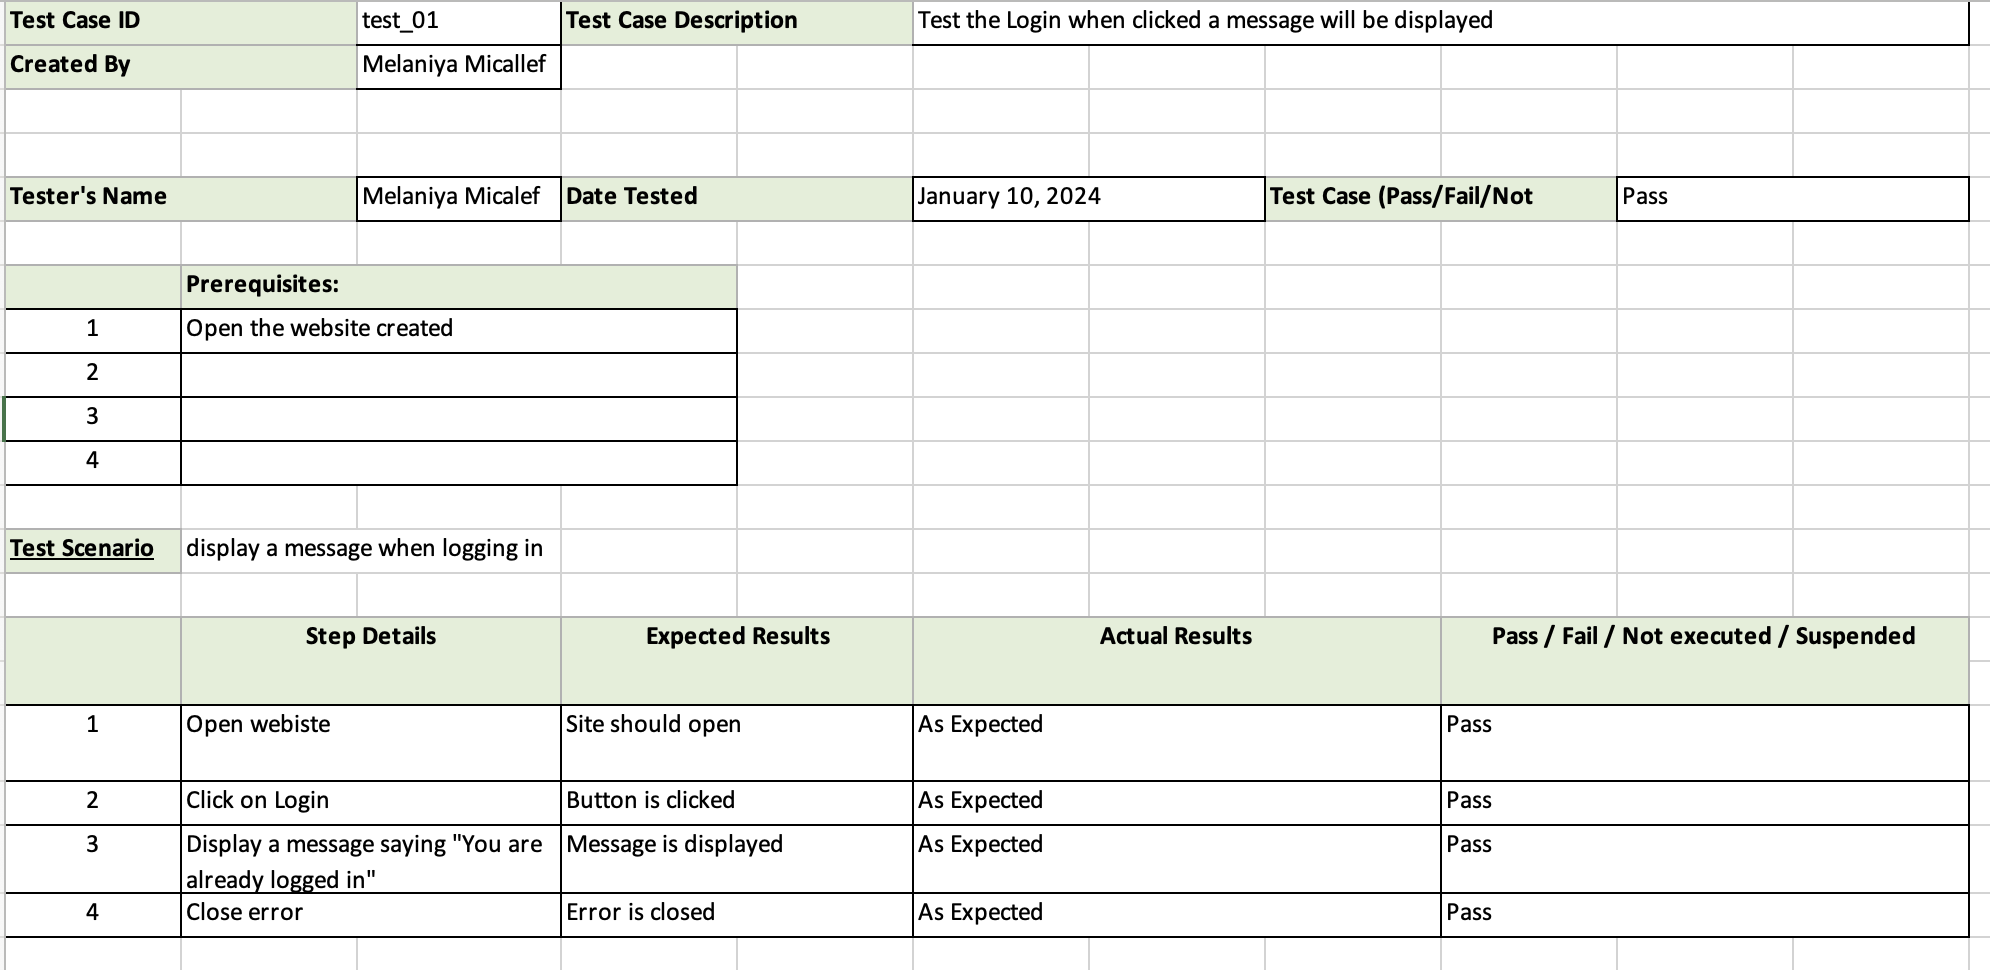 Test Case ID test_01 Test Case Description Test the Login when clicked a message will be displayed
Created By Melaniya Micallef
Tester's Name Melaniya Micalef Date Tested January 10, 2024 Test Case (Pass/Fail/Not Pass
Prerequisites:
1 Open the website created
2
3
4
Test Scenario display a message when logging in
Step Details Expected Results Actual Results Pass / Fail / Not executed / Suspended
1 Open webiste Site should open As Expected Pass
2 Click on Login Button is clicked As Expected Pass
3 Display a message saying "You are Message is displayed As Expected Pass
already logged in"
4 Close error Error is closed As Expected Pass